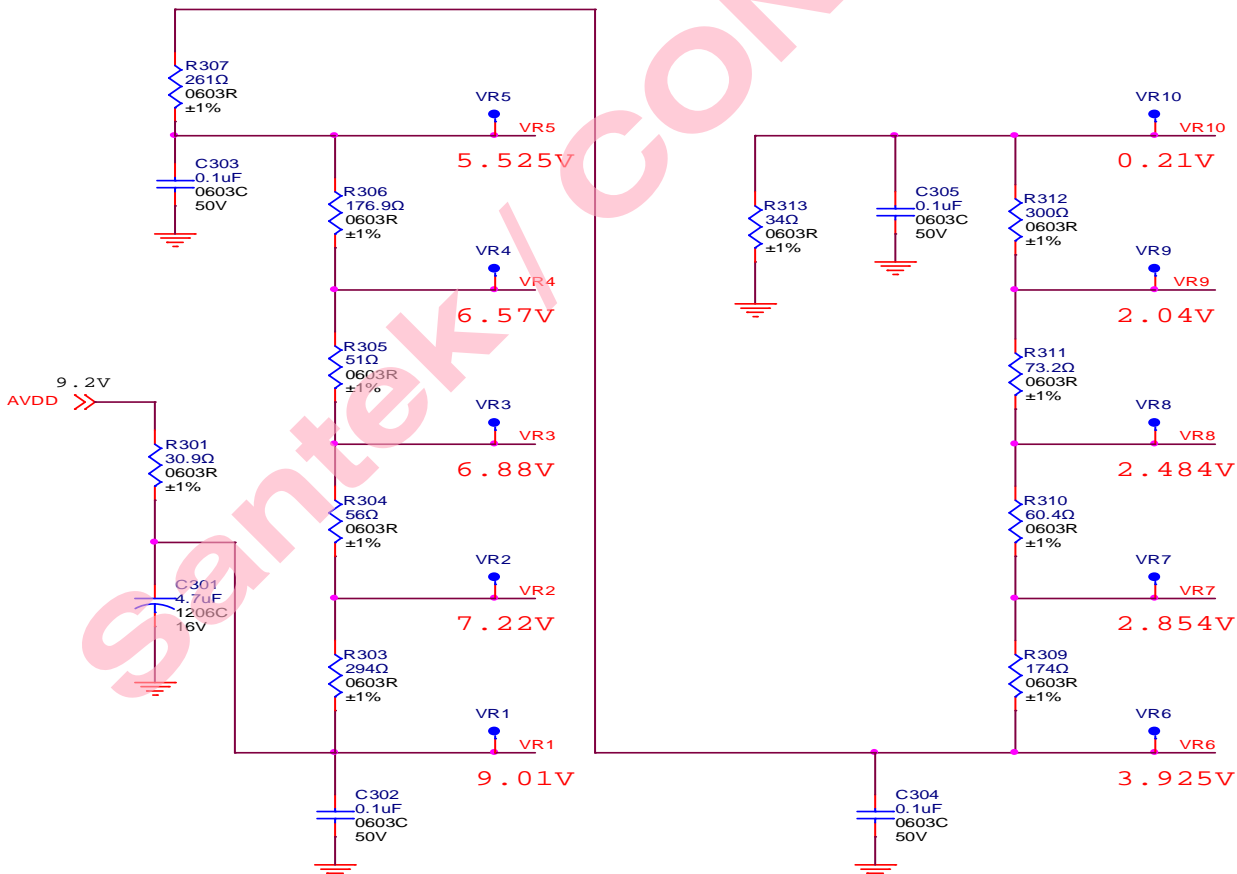 R307
261Ω
0603R
±1%
VR5
VR5
5.525V
C303
0.1uF
0603C
50V
R306
176.9Ω
0603R
±1%
VR4
VR4
6.57V
R305
51Ω
0603R
±1%
9.2V
AVDD
R301
30.9Ω
0603R
±1%
VR3
VR3
6.88V
R304
56Ω
0603R
±1%
C301
4.7uF
1206C
16V
VR2
VR2
7.22V
R303
294Ω
0603R
±1%
VR1
VR1
9.01V
C302
0.1uF
0603C
50V
VR10
VR10
0.21V
R313
34Ω
0603R
±1%
C305
0.1uF
0603C
50V
R312
300Ω
0603R
±1%
VR9
VR9
2.04V
R311
73.2Ω
0603R
±1%
VR8
VR8
2.484V
R310
60.4Ω
0603R
±1%
VR7
VR7
2.854V
R309
174Ω
0603R
±1%
VR6
VR6
3.925V
C304
0.1uF
0603C
50V
Santek /